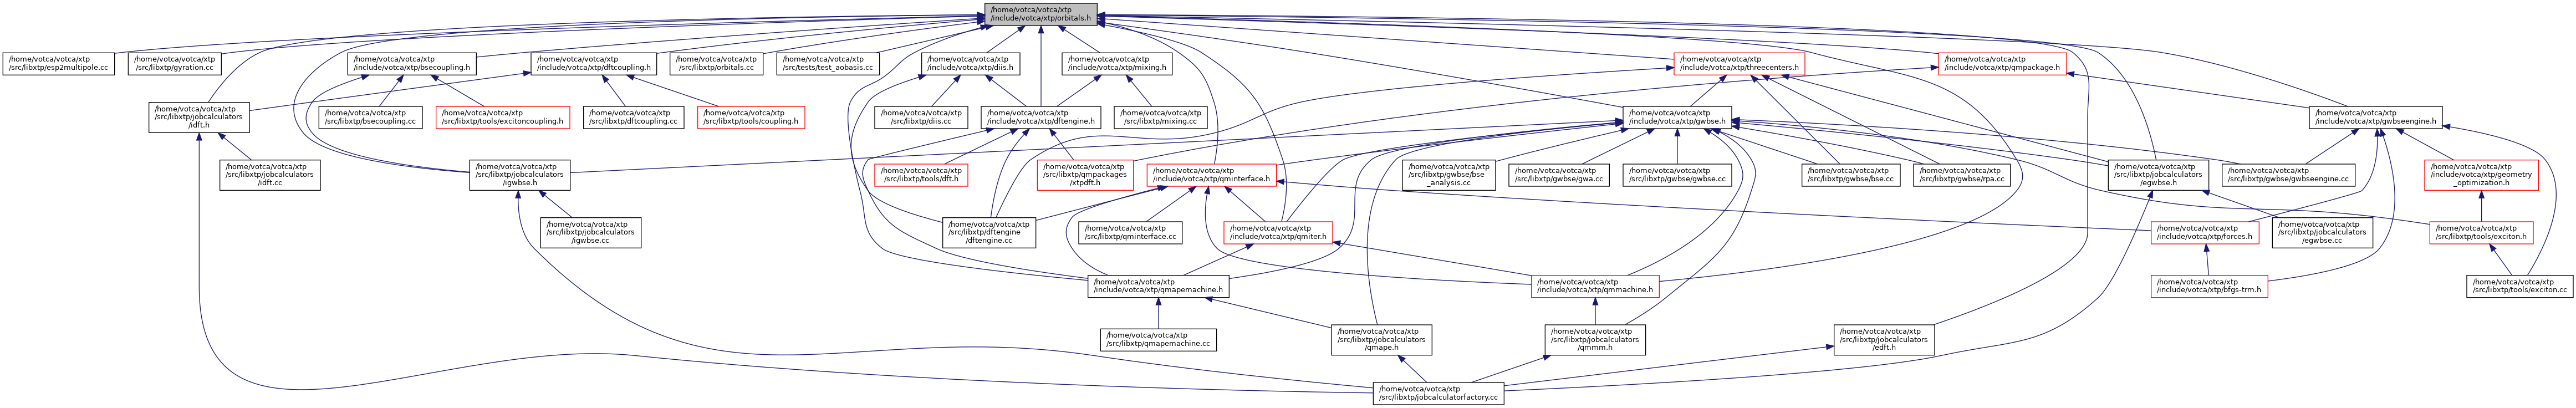 /home/votca/votca/xtp
/include/votca/xtp/orbitals.h
/home/votca/votca/xtp
/src/libxtp/esp2multipole.cc
/home/votca/votca/xtp
/src/libxtp/gyration.cc
/home/votca/votca/xtp
/include/votca/xtp/bsecoupling.h
/home/votca/votca/xtp
/include/votca/xtp/dftcoupling.h
/home/votca/votca/xtp
/src/libxtp/orbitals.cc
/home/votca/votca/xtp
/src/tests/test_aobasis.cc
/home/votca/votca/xtp
/include/votca/xtp/diis.h
/home/votca/votca/xtp
/include/votca/xtp/mixing.h
/home/votca/votca/xtp
/include/votca/xtp/threecenters.h
/home/votca/votca/xtp
/include/votca/xtp/qmpackage.h
/home/votca/votca/xtp
/src/libxtp/jobcalculators
/idft.h
/home/votca/votca/xtp
/src/libxtp/bsecoupling.cc
/home/votca/votca/xtp
/src/libxtp/tools/excitoncoupling.h
/home/votca/votca/xtp
/src/libxtp/dftcoupling.cc
/home/votca/votca/xtp
/src/libxtp/tools/coupling.h
/home/votca/votca/xtp
/src/libxtp/diis.cc
/home/votca/votca/xtp
/include/votca/xtp/dftengine.h
/home/votca/votca/xtp
/src/libxtp/mixing.cc
/home/votca/votca/xtp
/include/votca/xtp/gwbse.h
/home/votca/votca/xtp
/include/votca/xtp/gwbseengine.h
/home/votca/votca/xtp
/src/libxtp/jobcalculators
/idft.cc
/home/votca/votca/xtp
/src/libxtp/jobcalculators
/igwbse.h
/home/votca/votca/xtp
/src/libxtp/tools/dft.h
/home/votca/votca/xtp
/src/libxtp/qmpackages
/xtpdft.h
/home/votca/votca/xtp
/include/votca/xtp/qminterface.h
/home/votca/votca/xtp
/src/libxtp/gwbse/bse
_analysis.cc
/home/votca/votca/xtp
/src/libxtp/gwbse/gwa.cc
/home/votca/votca/xtp
/src/libxtp/gwbse/gwbse.cc
/home/votca/votca/xtp
/src/libxtp/gwbse/bse.cc
/home/votca/votca/xtp
/src/libxtp/gwbse/rpa.cc
/home/votca/votca/xtp
/src/libxtp/jobcalculators
/egwbse.h
/home/votca/votca/xtp
/src/libxtp/gwbse/gwbseengine.cc
/home/votca/votca/xtp
/include/votca/xtp/geometry
_optimization.h
/home/votca/votca/xtp
/src/libxtp/jobcalculators
/igwbse.cc
/home/votca/votca/xtp
/src/libxtp/dftengine
/dftengine.cc
/home/votca/votca/xtp
/src/libxtp/qminterface.cc
/home/votca/votca/xtp
/include/votca/xtp/qmiter.h
/home/votca/votca/xtp
/include/votca/xtp/forces.h
/home/votca/votca/xtp
/src/libxtp/jobcalculators
/egwbse.cc
/home/votca/votca/xtp
/src/libxtp/tools/exciton.h
/home/votca/votca/xtp
/include/votca/xtp/qmapemachine.h
/home/votca/votca/xtp
/include/votca/xtp/qmmachine.h
/home/votca/votca/xtp
/include/votca/xtp/bfgs-trm.h
/home/votca/votca/xtp
/src/libxtp/tools/exciton.cc
/home/votca/votca/xtp
/src/libxtp/qmapemachine.cc
/home/votca/votca/xtp
/src/libxtp/jobcalculators
/qmape.h
/home/votca/votca/xtp
/src/libxtp/jobcalculators
/qmmm.h
/home/votca/votca/xtp
/src/libxtp/jobcalculators
/edft.h
/home/votca/votca/xtp
/src/libxtp/jobcalculatorfactory.cc